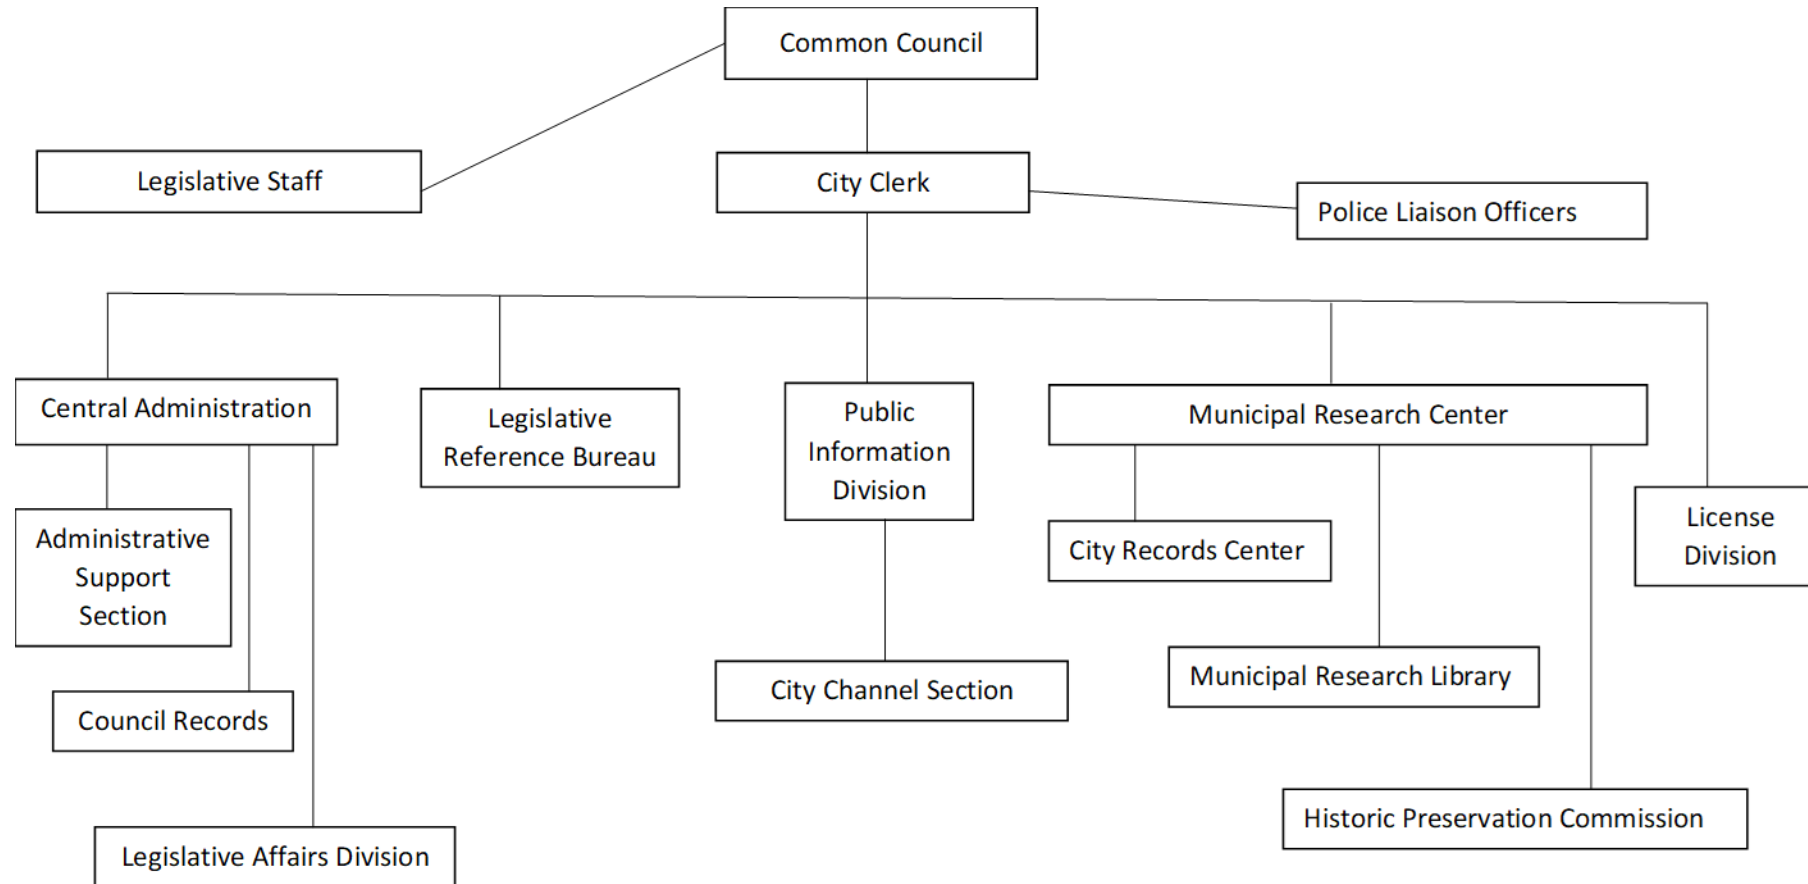 Common Council
Legislative Staff
City Clerk
Police Liaison Officers
Central Administration
Legislative
Reference Bureau
Public
Information
Division
Municipal Research Center
License
Division
Administrative
Support
Section
City Records Center
Council Records
City Channel Section
Municipal Research Library
Legislative Affairs Division
Historic Preservation Commission